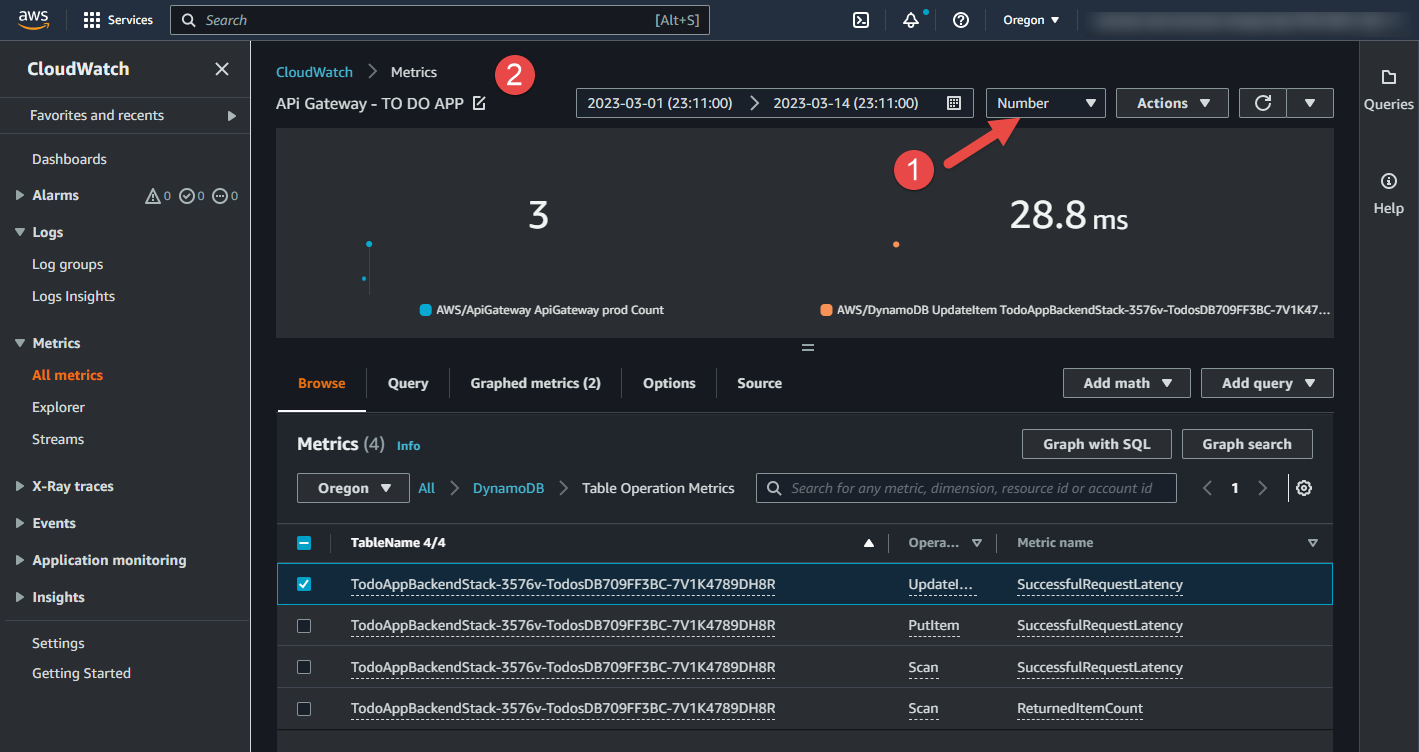 aws Services Search [Alt+S] Oregon
CloudWatch
Favorites and recents
Dashboards
Alarms 0 0 0
Logs
Log groups
Logs Insights
Metrics
All metrics
Explorer
Streams
X-Ray traces
Events
Application monitoring
Insights
Settings
Getting Started
CloudWatch Metrics
2
APi Gateway - TO DO APP
2023-03-01 (23:11:00) 2023-03-14 (23:11:00) Number Actions
1
3
28.8 ms
AWS/ApiGateway ApiGateway prod Count
AWS/DynamoDB UpdateItem TodoAppBackendStack-3576v-TodosDB709FF3BC-7V1K47...
Browse Query Graphed metrics (2) Options Source Add math Add query
Metrics (4) Info Graph with SQL Graph search
Oregon All DynamoDB Table Operation Metrics Search for any metric, dimension, resource id or account id 1
TableName 4/4 Opera... Metric name
TodoAppBackendStack-3576v-TodosDB709FF3BC-7V1K4789DH8R UpdateI... SuccessfulRequestLatency
TodoAppBackendStack-3576v-TodosDB709FF3BC-7V1K4789DH8R PutItem SuccessfulRequestLatency
TodoAppBackendStack-3576v-TodosDB709FF3BC-7V1K4789DH8R Scan SuccessfulRequestLatency
TodoAppBackendStack-3576v-TodosDB709FF3BC-7V1K4789DH8R Scan ReturnedItemCount
Queries
Help